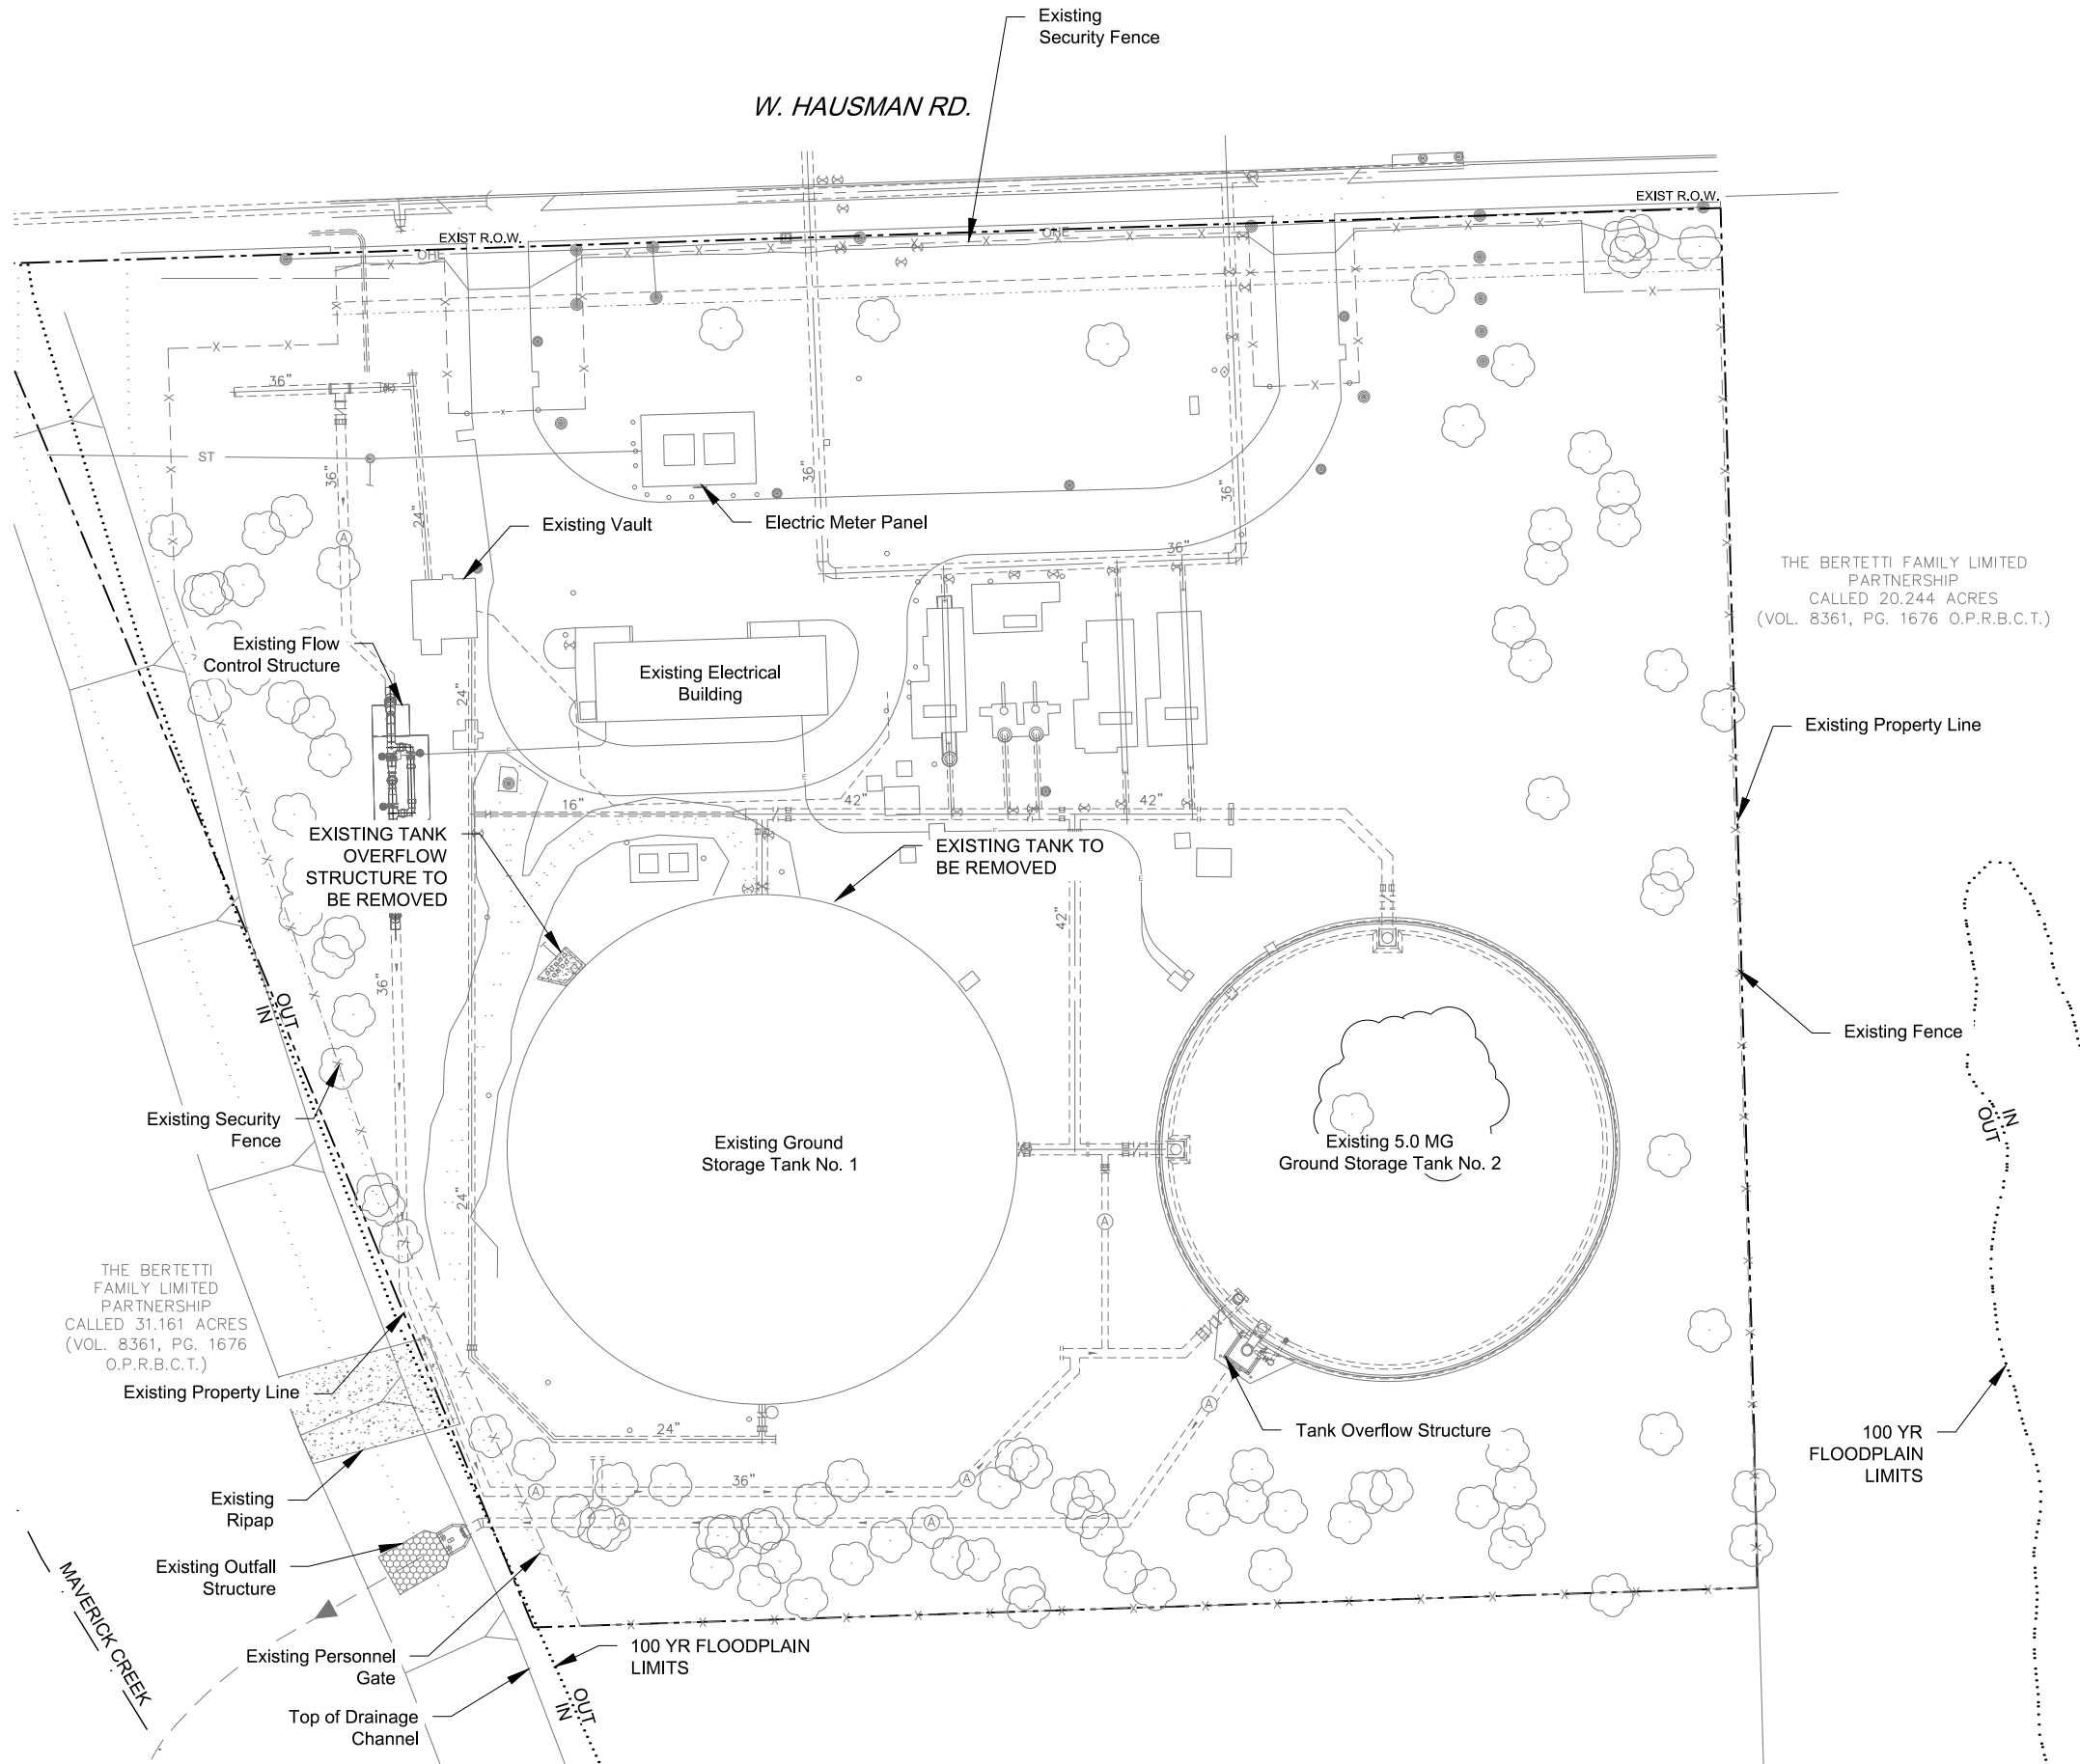 Existing
Security Fence
W. HAUSMAN RD.
EXIST R.O.W.
EXIST R.O.W.
OHE
OHE
36"
ST
36"
24"
36"
36"
Existing Vault
Electric Meter Panel
36"
THE BERTETTI FAMILY LIMITED
PARTNERSHIP
CALLED 20.244 ACRES
(VOL. 8361, PG. 1676 O.P.R.B.C.T.)
A
Existing Flow
Control Structure
Existing Electrical
Building
24"
Existing Property Line
E
E
16"
42"
42"
E
EXISTING TANK
OVERFLOW
STRUCTURE TO
BE REMOVED
EXISTING TANK TO
BE REMOVED
E
42"
36"
OUT
IN
Existing Fence
Existing Security
Fence
Existing Ground
Storage Tank No. 1
Existing 5.0 MG
Ground Storage Tank No. 2
IN
OUT
24"
A
THE BERTETTI
FAMILY LIMITED
PARTNERSHIP
CALLED 31.161 ACRES
(VOL. 8361, PG. 1676
O.P.R.B.C.T.)
Existing Property Line
A
24"
Tank Overflow Structure
100 YR
FLOODPLAIN
LIMITS
36"
A
A
Existing
Ripap
A
A
Existing Outfall
Structure
MAVERICK CREEK
Existing Personnel
Gate
100 YR FLOODPLAIN
LIMITS
Top of Drainage
Channel
OUT
IN